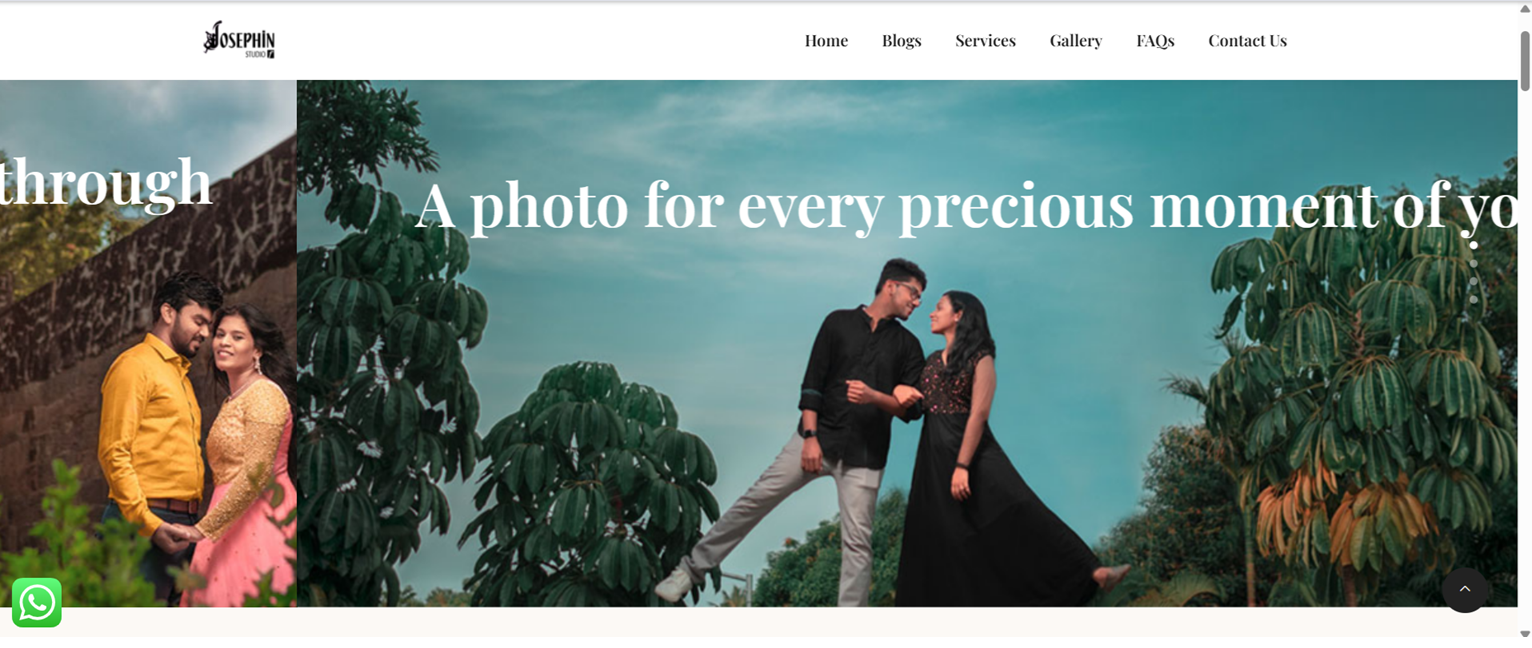 JOSEPHIN
STUDIO
Home Blogs Services Gallery FAQs Contact Us
through
A photo for every precious moment of yo